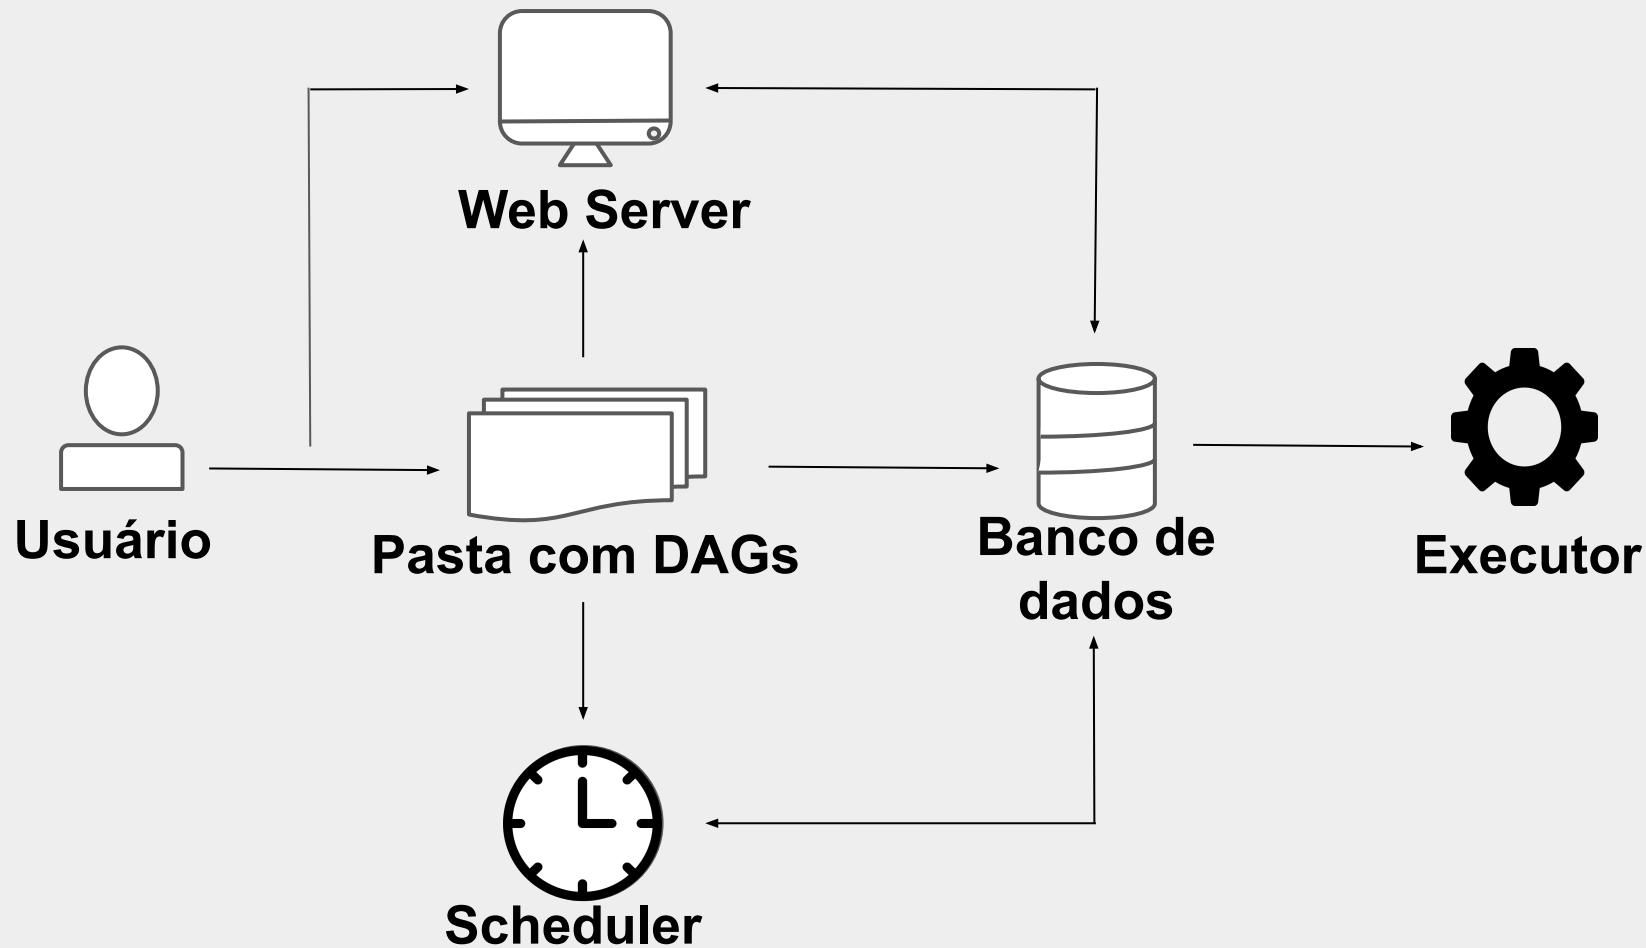 Web Server
Usuário
Pasta com DAGs
Banco de
dados
Executor
Scheduler